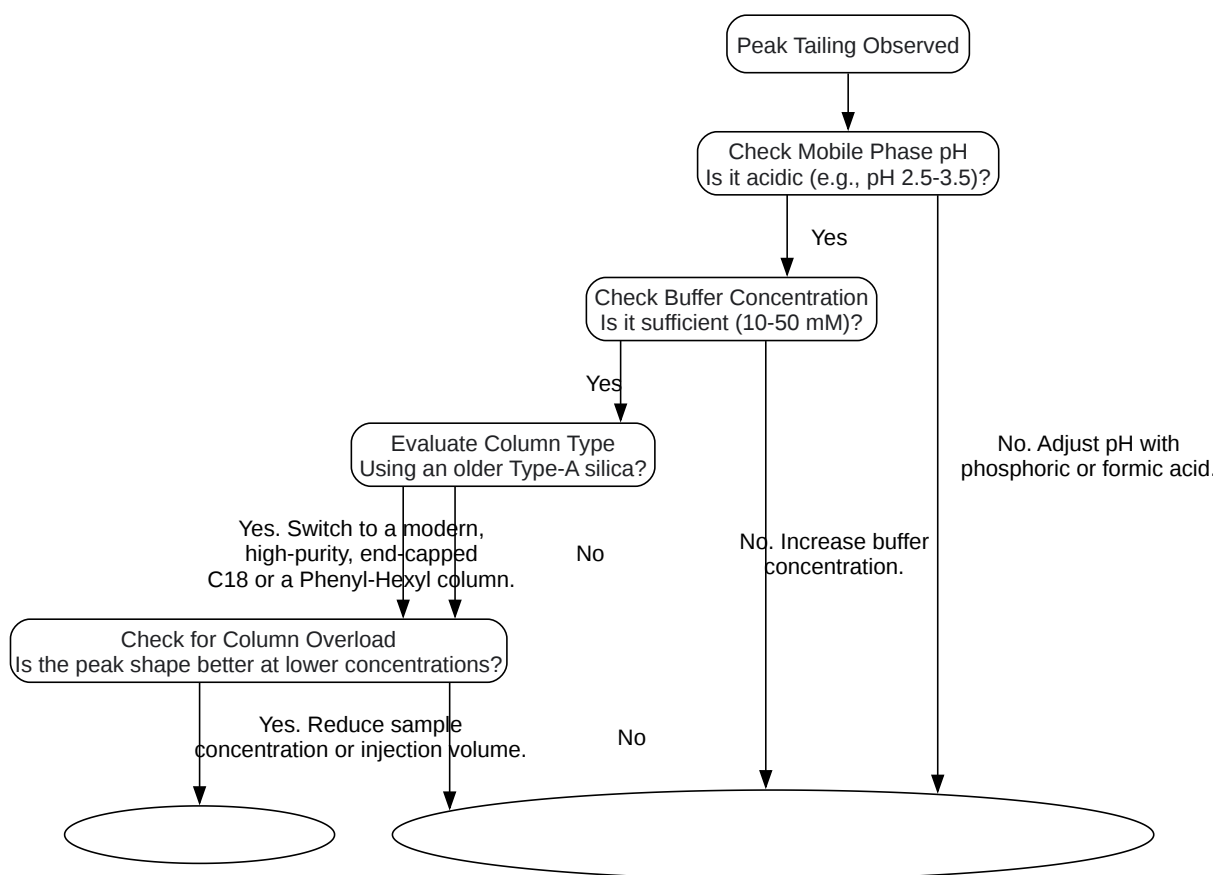 Peak Tailing Observed
Check Mobile Phase pH
Is it acidic (e.g., pH 2.5-3.5)?
Yes
Check Buffer Concentration
Is it sufficient (10-50 mM)?
Yes
Evaluate Column Type
Using an older Type-A silica?
No. Adjust pH with
phosphoric or formic acid.
Yes. Switch to a modern,
high-purity, end-capped
C18 or a Phenyl-Hexyl column.
No
No. Increase buffer
concentration.
Check for Column Overload
Is the peak shape better at lower concentrations?
Yes. Reduce sample
concentration or injection volume.
No